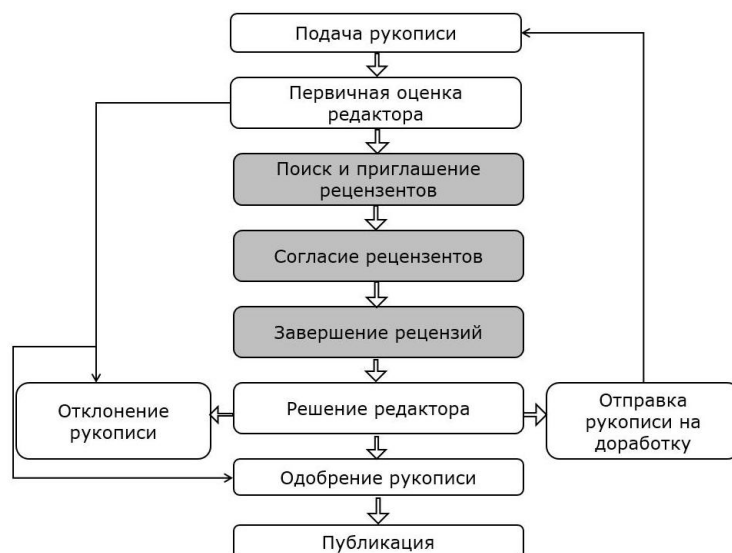 Подача рукописи
Первичная оценка
редактора
Поиск и приглашение
рецензентов
Согласие рецензентов
Завершение рецензий
Отклонение
рукописи
Решение редактора
Отправка
рукописи на
доработку
Одобрение рукописи
Публикация